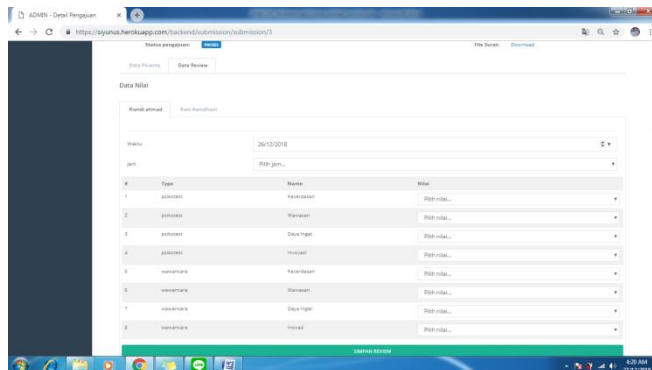 ADMIN - Detail Pengajuan
https://siyunus.herokuapp.com/backend/submission/submission/3
Status pengajuan: PROSES File Surat: Download
Data Peserta Data Review
Data Nilai
Riandi ahmad Rani Ramdhani
Waktu 26/12/2018
Jam Pilih jam...
# Type Name Nilai
1 psikotest Kecerdasan Pilih nilai...
2 psikotest Wawasan Pilih nilai...
3 psikotest Daya Ingat Pilih nilai...
4 psikotest Inovasi Pilih nilai...
5 wawancara Kecerdasan Pilih nilai...
6 wawancara Wawasan Pilih nilai...
7 wawancara Daya Ingat Pilih nilai...
8 wawancara Inovasi Pilih nilai...
SIMPAN REVIEW
4:20 AM